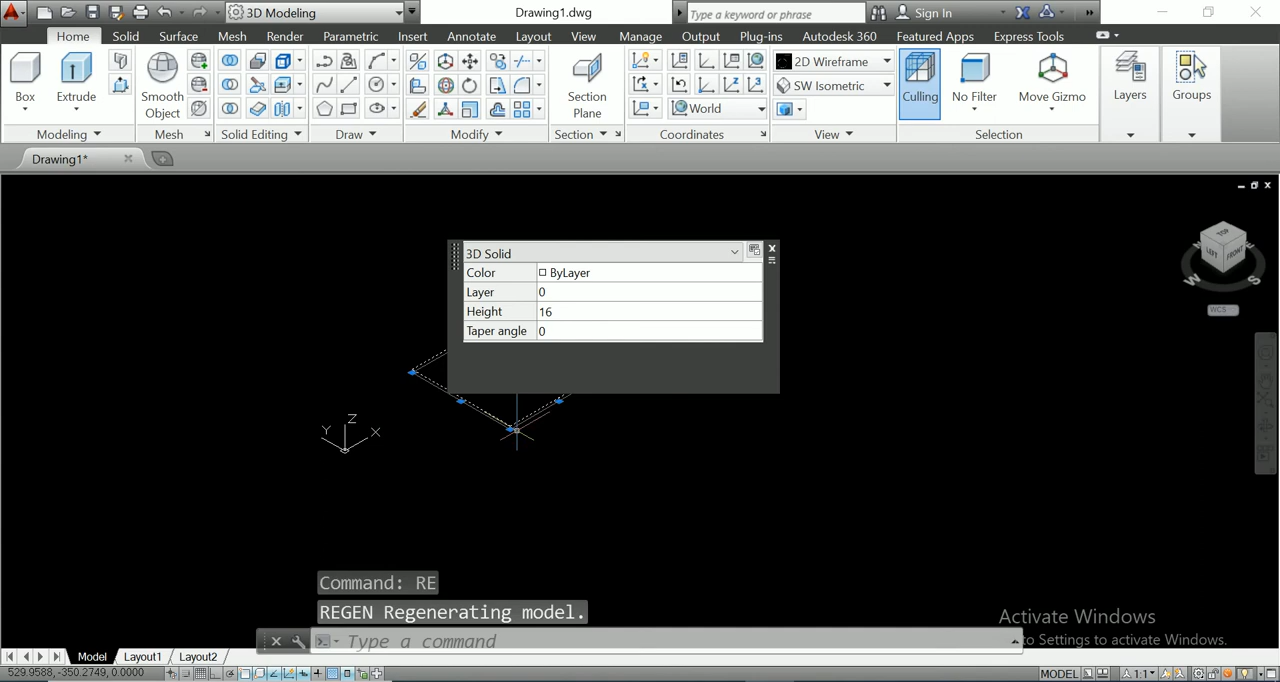 3D Modeling
Drawing1.dwg
Type a keyword or phrase
Sign In
Home
Solid
Surface
Mesh
Render
Parametric
Insert
Annotate
Layout
View
Manage
Output
Plug-ins
Autodesk 360
Featured Apps
Express Tools
Box
Extrude
Smooth
Object
Section
Plane
World
2D Wireframe
SW Isometric
Culling
No Filter
Move Gizmo
Layers
Groups
Modeling
Mesh
Solid Editing
Draw
Modify
Section
Coordinates
View
Selection
Drawing1*
3D Solid
Color ByLayer
Layer 0
Height 16
Taper angle 0
TOP
LEFT
FRONT
W
S
WCS
Z
Y
X
Command: RE
REGEN Regenerating model.
Type a command
Activate Windows
to Settings to activate Windows.
Model
Layout1
Layout2
529.9588, -350.2749, 0.0000
MODEL
1:1